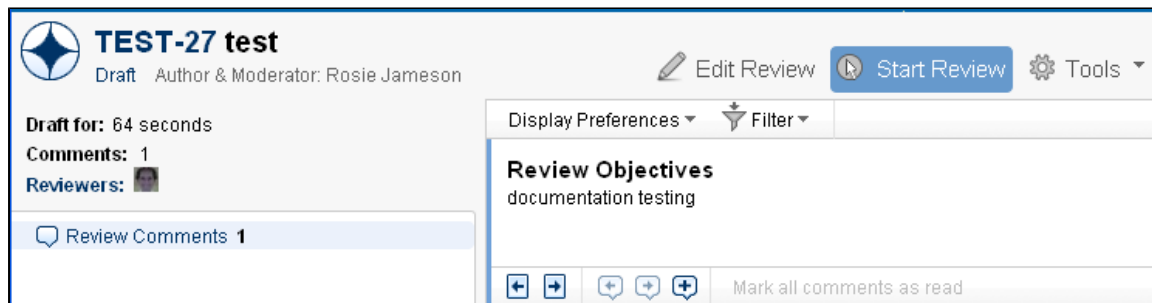 TEST-27 test
Draft Author & Moderator: Rosie Jameson
Edit Review Start Review Tools
Draft for: 64 seconds
Comments: 1
Reviewers:
Review Comments 1
Display Preferences Filter
Review Objectives
documentation testing
Mark all comments as read